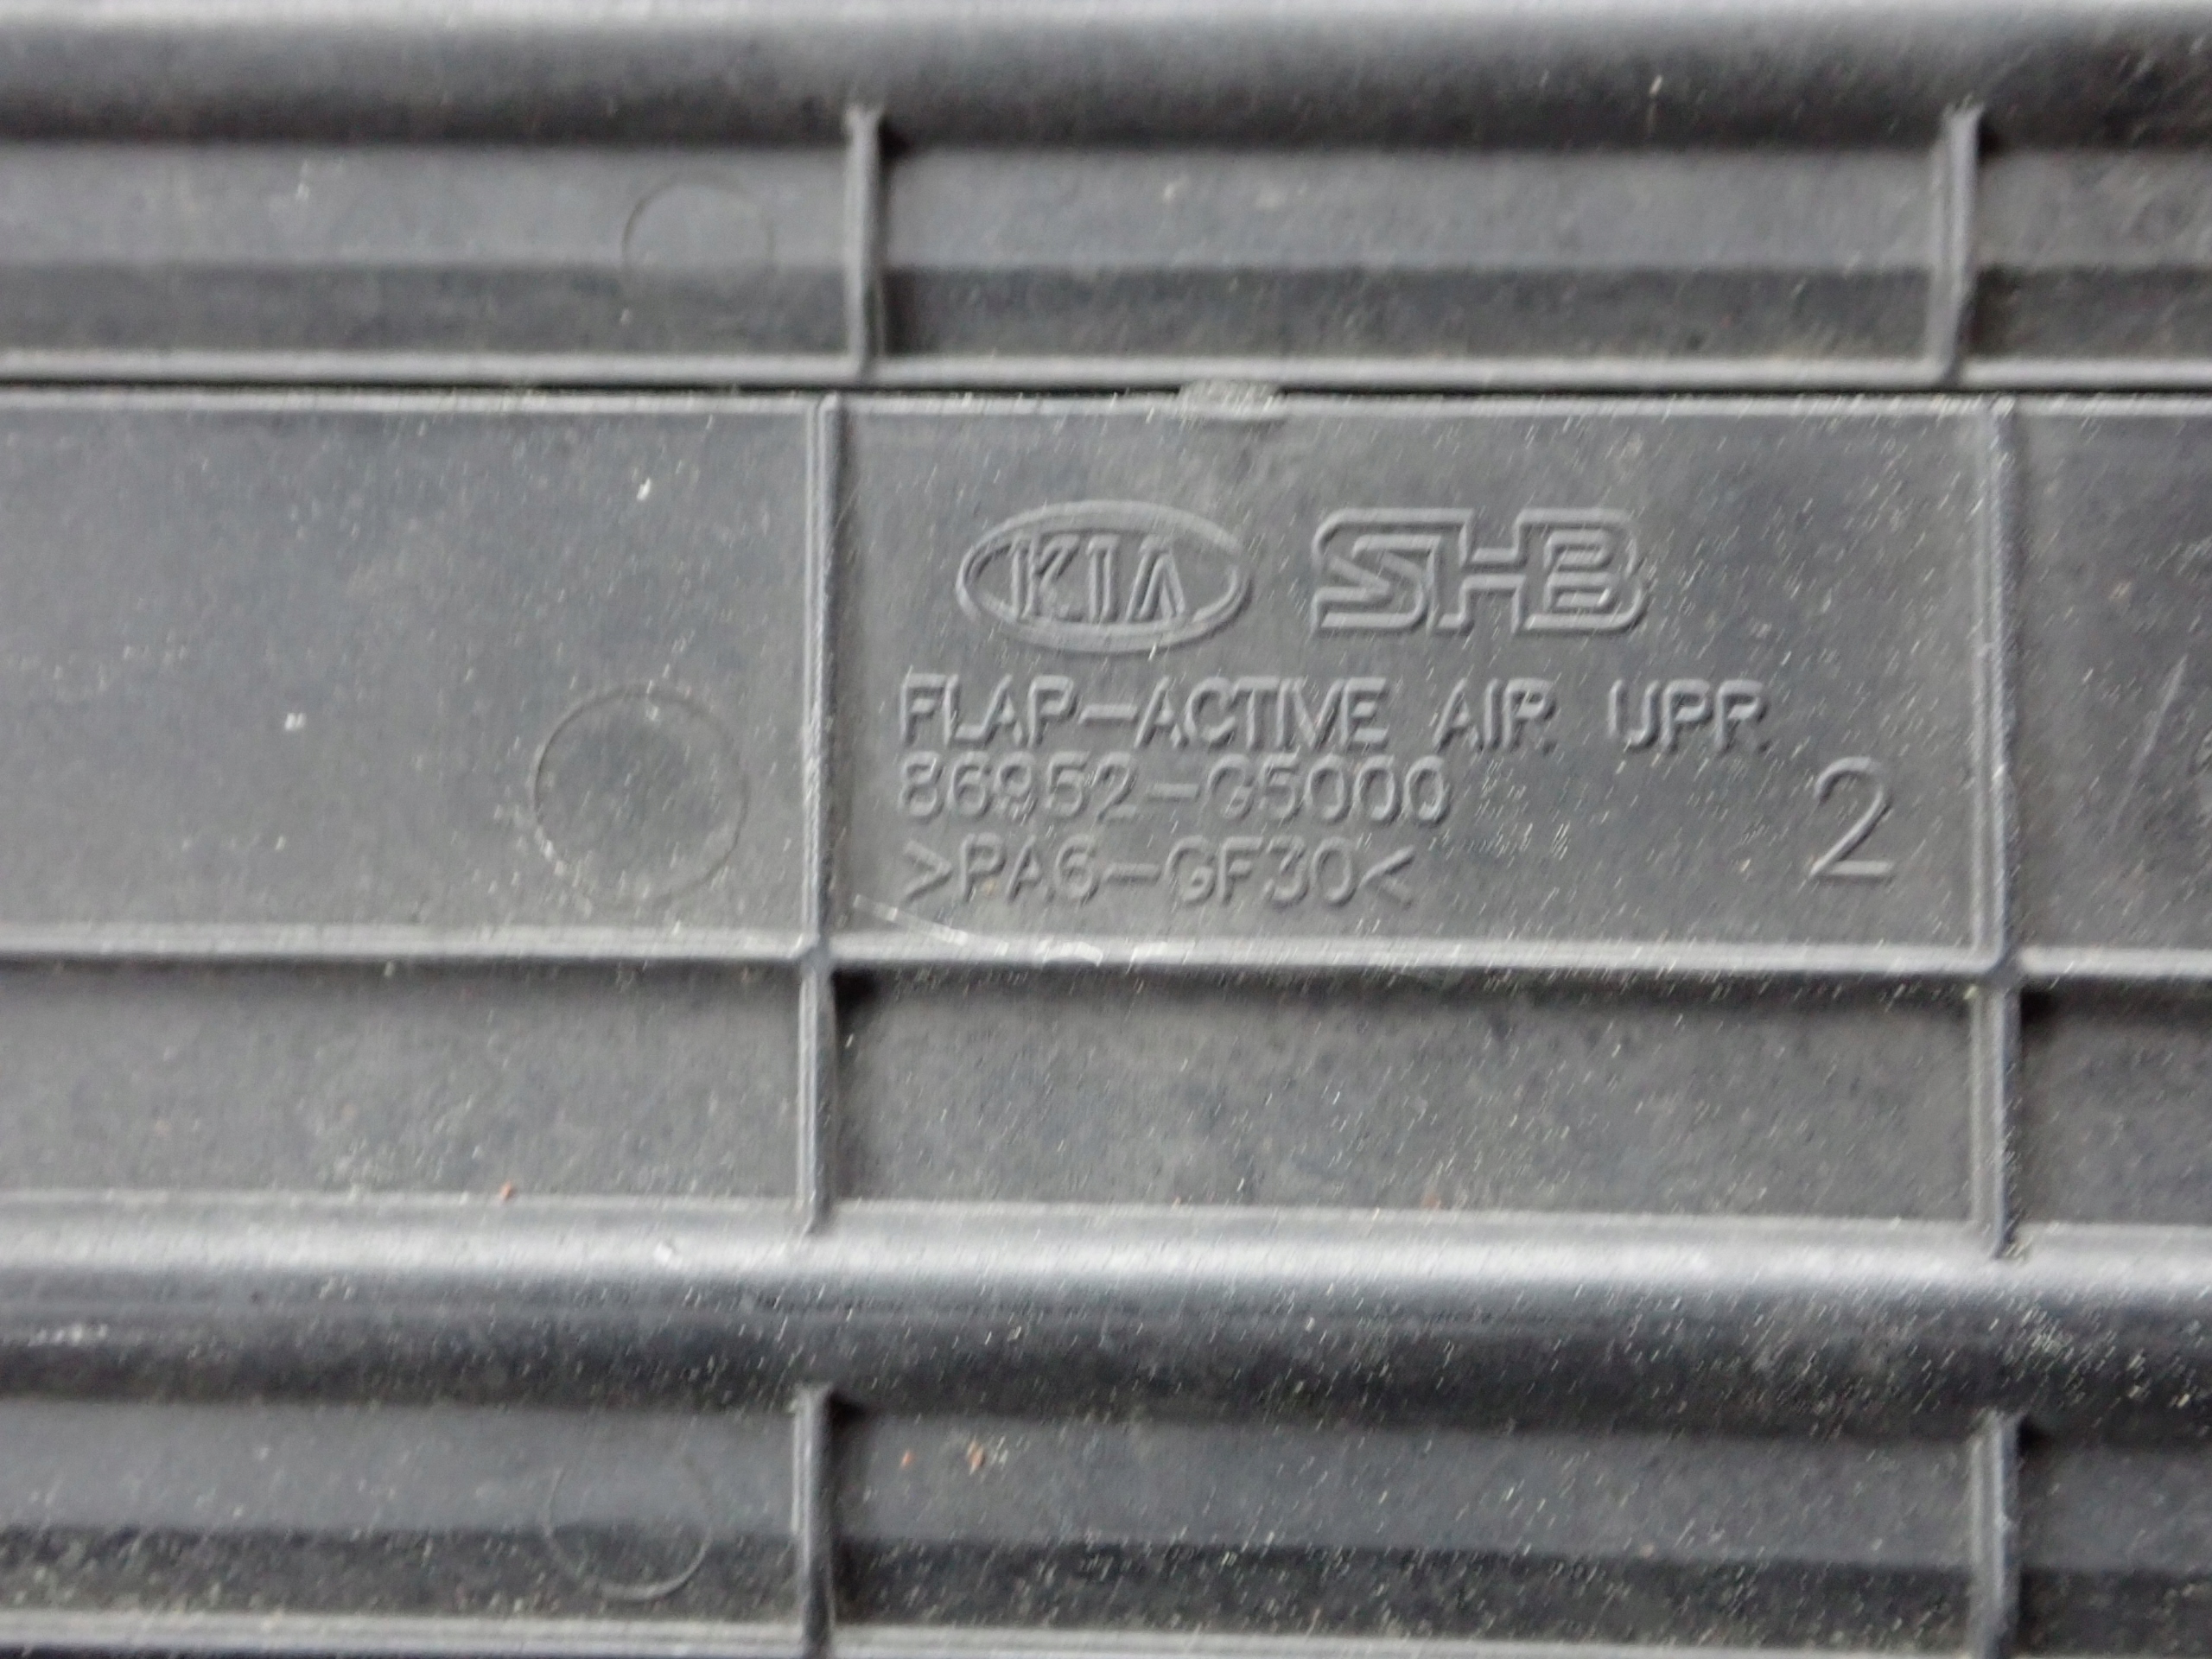 KIA SHB
FLAP-ACTIVE AIR UPR
86952-G5000
2
>PA6-GF30<